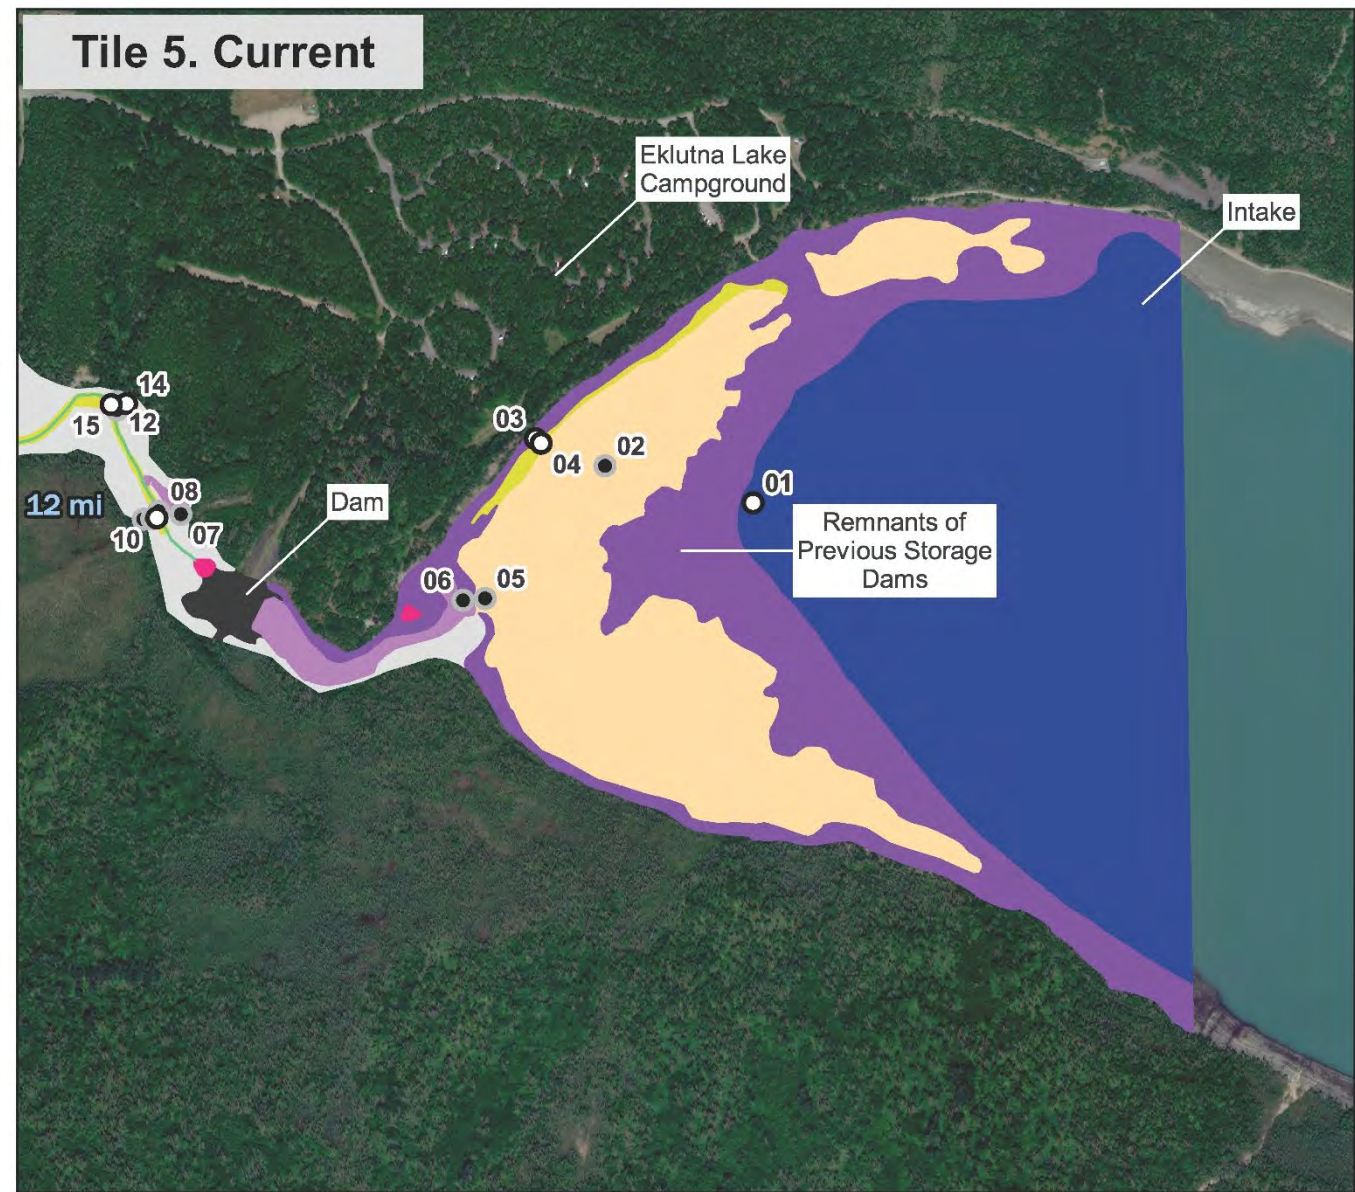 Tile 5. Current
Eklutna Lake
Campground
Intake
14
15
12
03
04
02
01
12 mi
08
10
07
Dam
Remnants of
Previous Storage
Dams
06
05